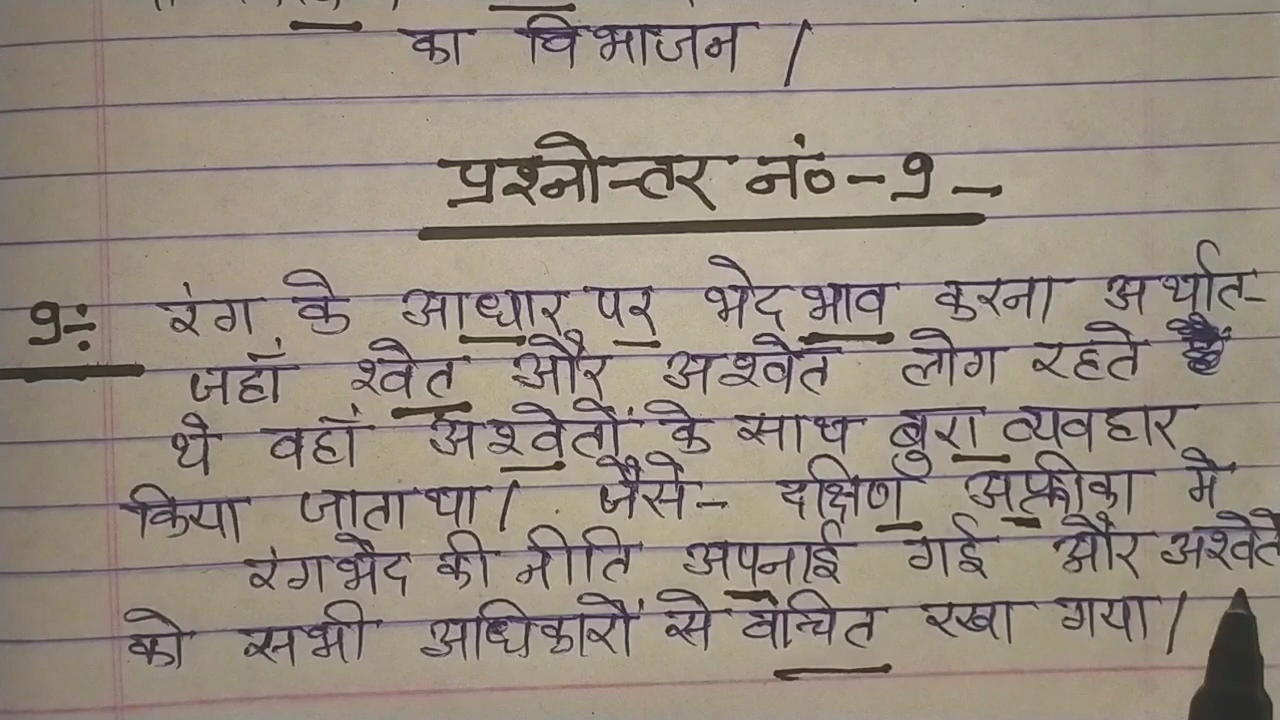 का विभाजन /
प्रश्नोत्तर नं०-9 -
9ः रंग के आधार पर भेदभाव करना अर्थात-
जहाँ श्वेत और अश्वेत लोग रहते
थे वहाँ अश्वेतों के साथ बुरा व्यवहार
किया जाता था/ जैसे- दक्षिण अफ्रीका में
रंगभेद की नीति अपनाई गई और अश्वेतों
को सभी अधिकारों से वंचित रखा गया/